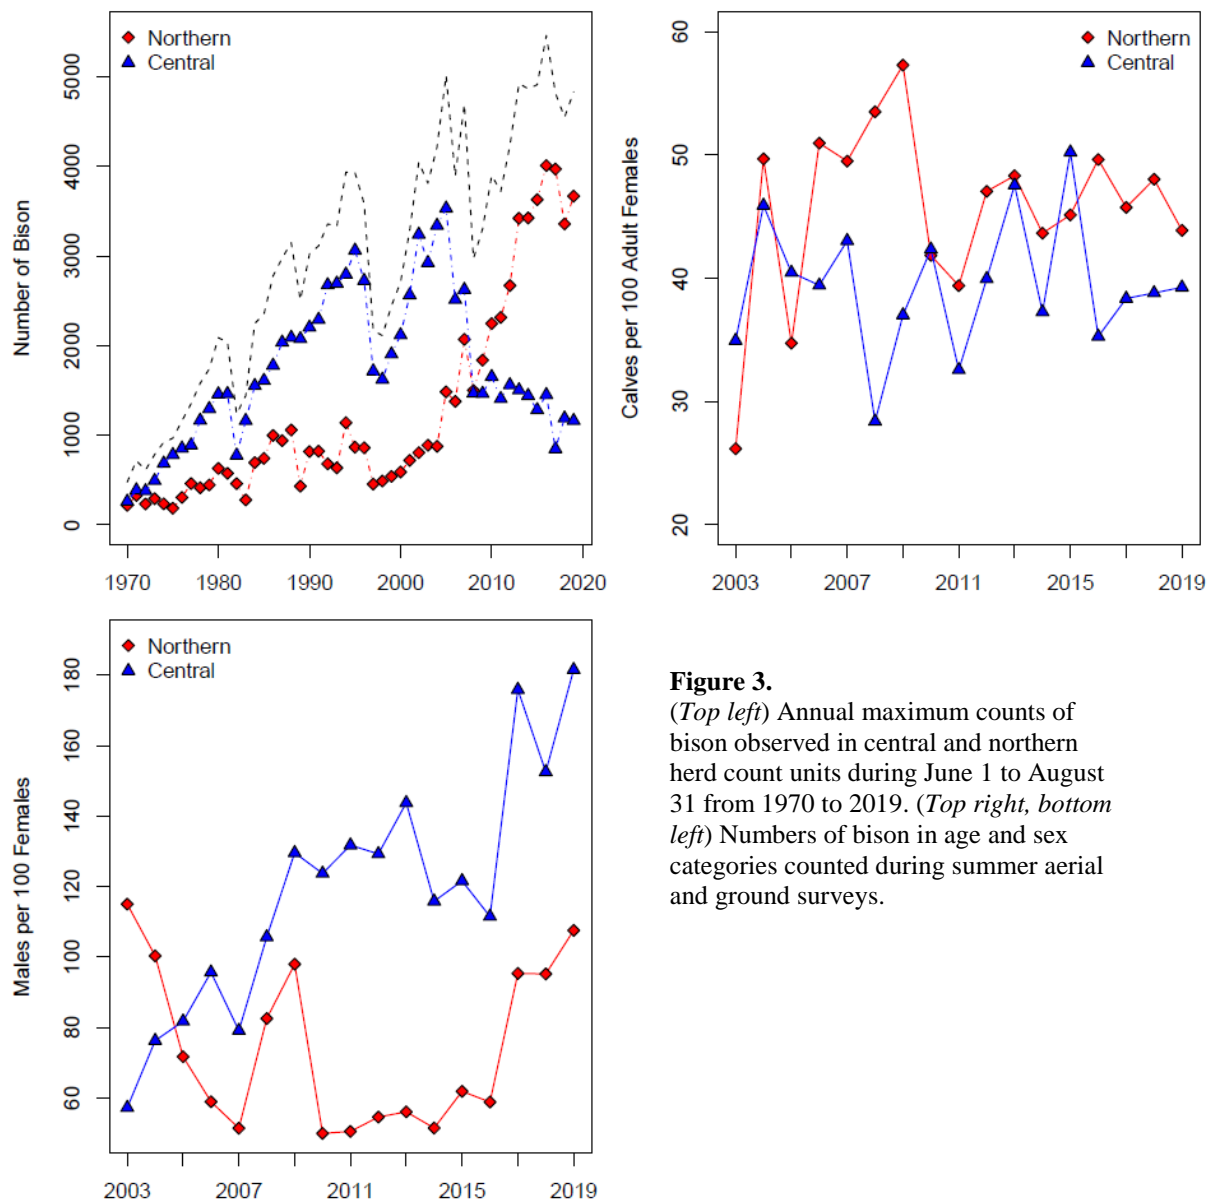 Northern
Central
Number of Bison
0
1000
2000
3000
4000
5000
1970
1980
1990
2000
2010
2020
Northern
Central
Calves per 100 Adult Females
20
30
40
50
60
2003
2007
2011
2015
2019
Northern
Central
Males per 100 Females
60
80
100
120
140
160
180
2003
2007
2011
2015
2019
Figure 3.
(Top left) Annual maximum counts of
bison observed in central and northern
herd count units during June 1 to August
31 from 1970 to 2019. (Top right, bottom
left) Numbers of bison in age and sex
categories counted during summer aerial
and ground surveys.